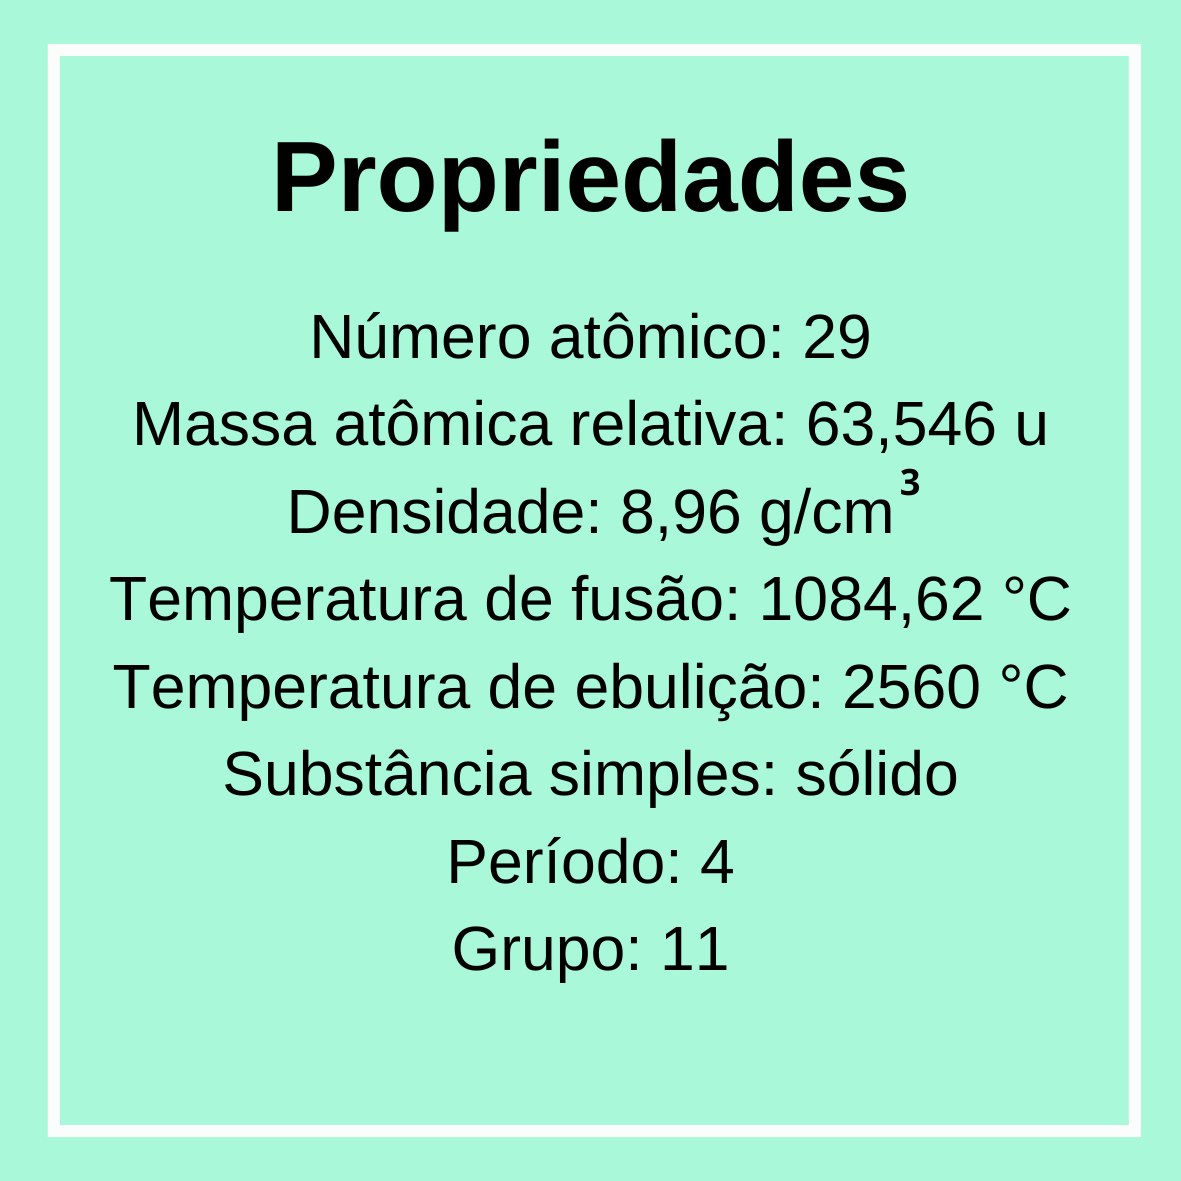 Propriedades
Número atômico: 29
Massa atômica relativa: 63,546 u
Densidade: 8,96 g/cm³
Temperatura de fusão: 1084,62 °C
Temperatura de ebulição: 2560 °C
Substância simples: sólido
Período: 4
Grupo: 11